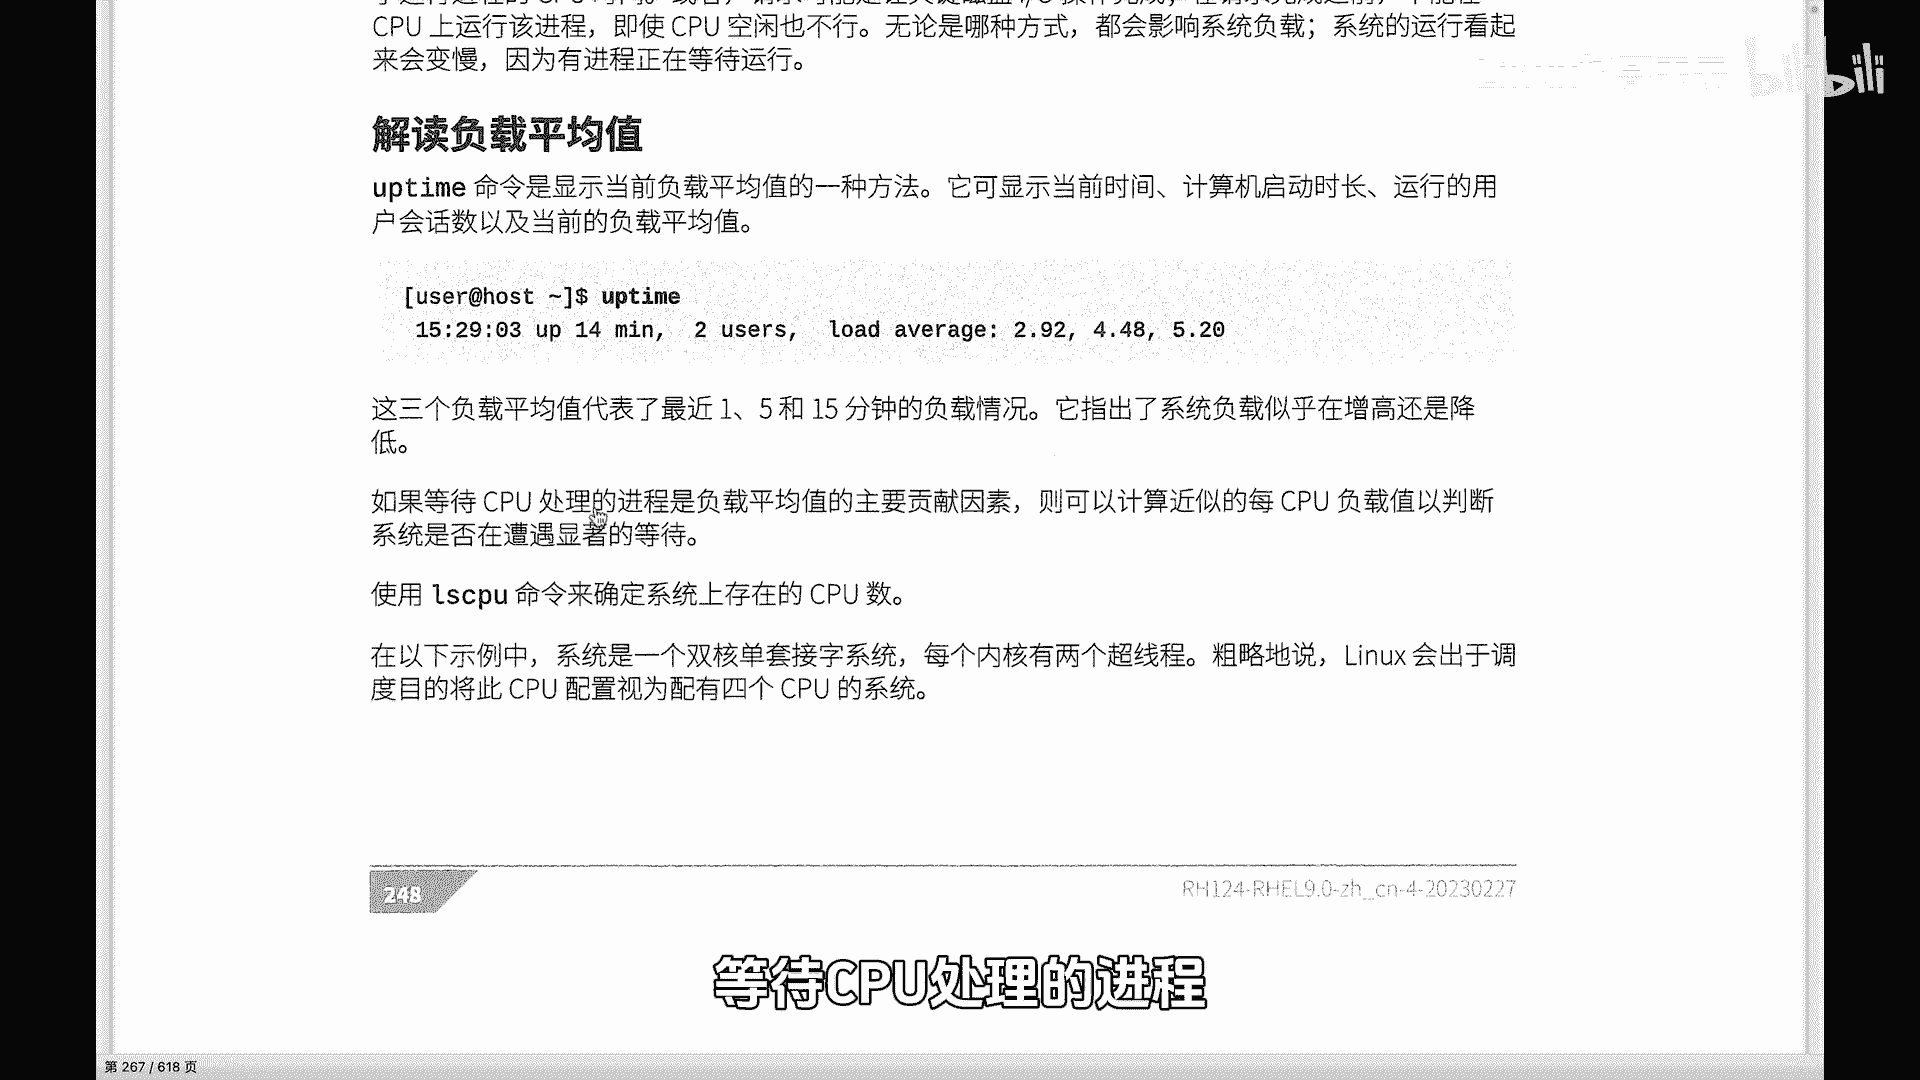 CPU 上运行该进程，即使 CPU 空闲也不行。无论是哪种方式，都会影响系统负载；系统的运行看起
来会变慢，因为有进程正在等待运行。
bilibili
解读负载平均值
uptime 命令是显示当前负载平均值的一种方法。它可显示当前时间、计算机启动时长、运行的用
户会话数以及当前的负载平均值。
[user@host ~]$ uptime
15:29:03 up 14 min, 2 users, load average: 2.92, 4.48, 5.20
这三个负载平均值代表了最近 1、5 和 15 分钟的负载情况。它指出了系统负载似乎在增高还是降
低。
如果等待 CPU 处理的进程是负载平均值的主要贡献因素，则可以计算近似的每 CPU 负载值以判断
系统是否在遭遇显著的等待。
使用 lscpu 命令来确定系统上存在的 CPU 数。
在以下示例中，系统是一个双核单套接字系统，每个内核有两个超线程。粗略地说，Linux 会出于调
度目的将此 CPU 配置视为配有四个 CPU 的系统。
248
RH124-RHEL9.0-zh_cn-4-20230227
等待CPU处理的进程
第 267 / 618 页